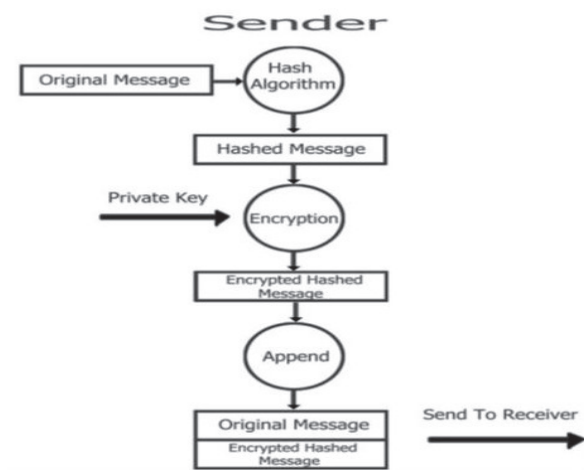 Sender
Original Message
Hash
Algorithm
Hashed Message
Private Key
Encryption
Encrypted Hashed
Message
Append
Original Message
Encrypted Hashed
Message
Send To Receiver